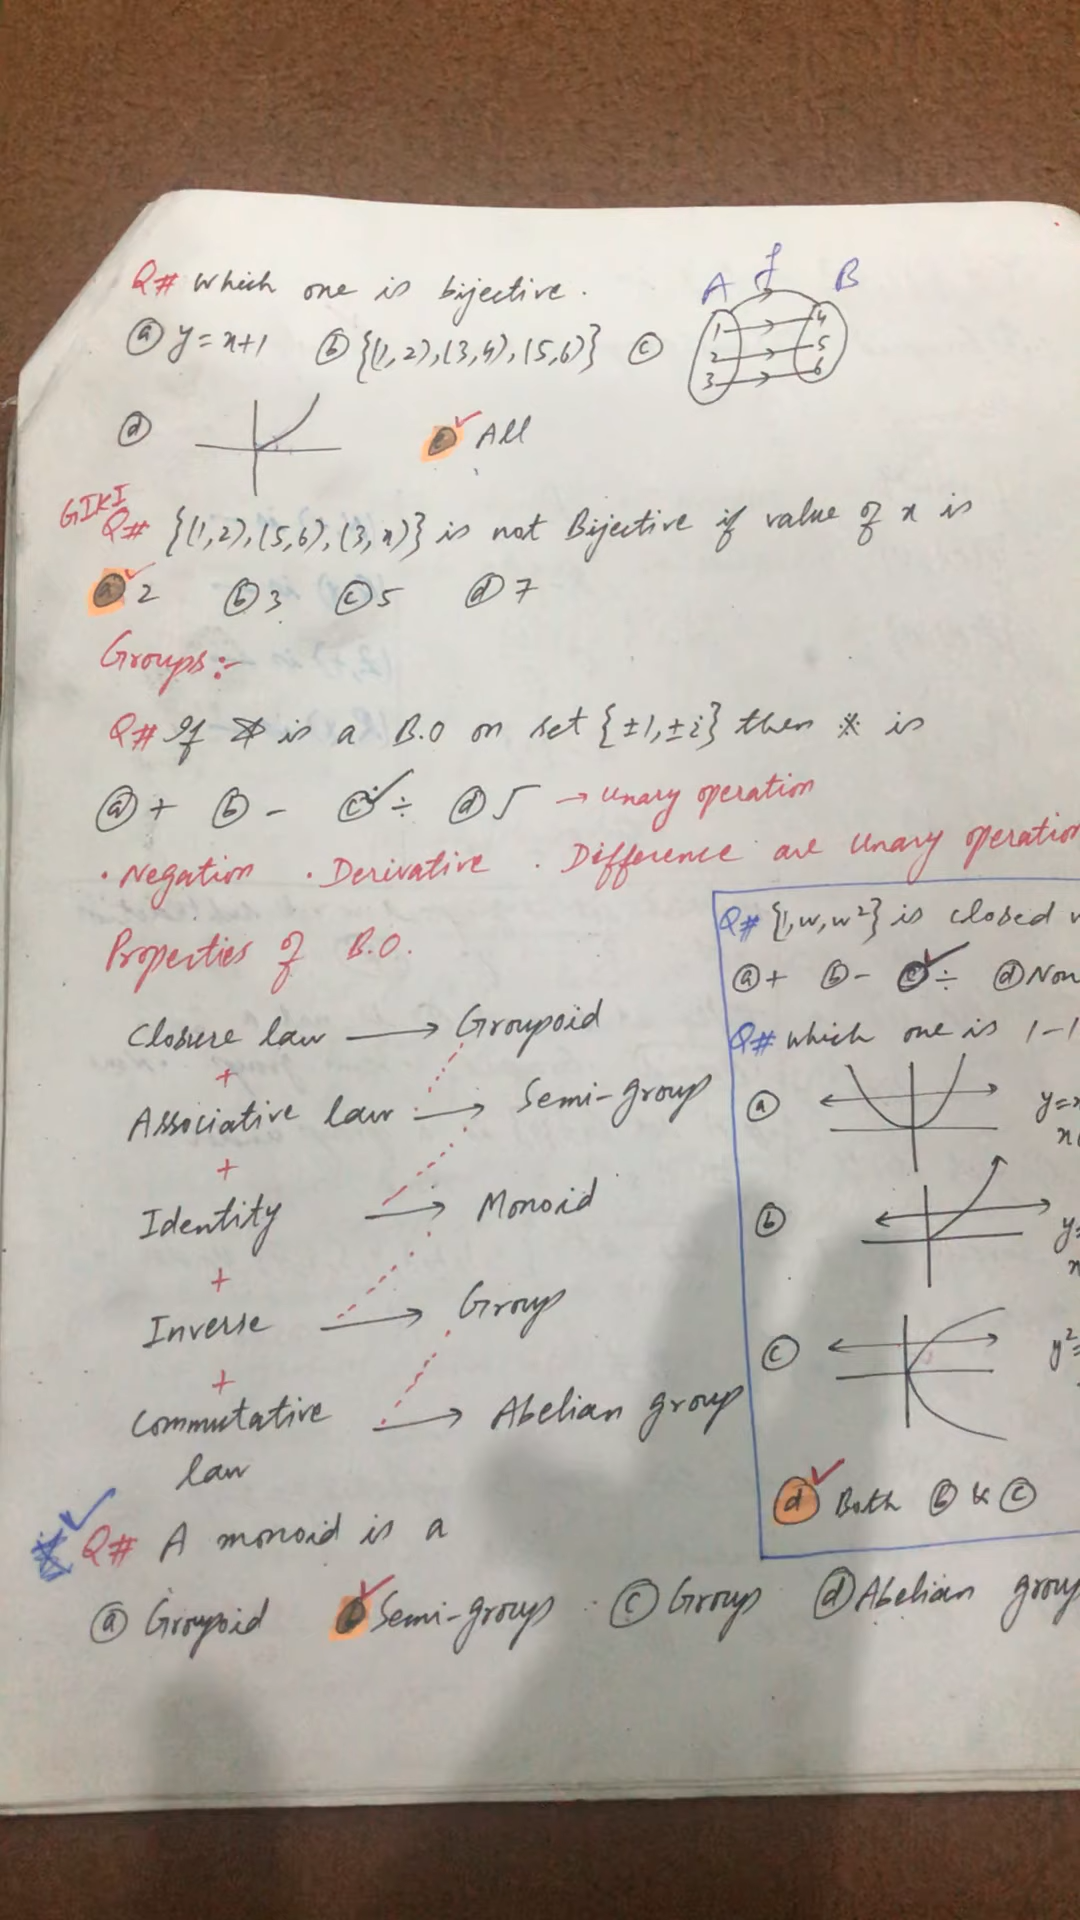 Q# which one is bijective.
A f B
ⓐ y=x+1 ⓑ {(1,2),(3,4),(5,6)} ⓒ
1 4
2 5
3 6
ⓓ ⓔ All
GIKI
Q# {(1,2),(5,6),(3,x)} is not Bijective if value of x is
ⓐ 2 ⓑ 3 ⓒ 5 ⓓ 7
Groups:-
Q# If * is a B.O on set {±1,±i} then * is
ⓐ + ⓑ - ⓒ ÷ ⓓ √ → unary operation
· Negation · Derivative · Difference are unary operation
Properties of B.O.
Closure law → Groupoid
+
Associative law → Semi-group
+
Identity → Monoid
+
Inverse → Group
+
Commutative → Abelian group
law
Q# {1,w,w²} is closed
ⓐ + ⓑ - ⓒ ÷ ⓓ Non
Q# which one is 1-1
ⓐ y=
ⓑ y=
ⓒ y²=
ⓓ Both ⓑ & ⓒ
Q# A monoid is a
ⓐ Groupoid ⓑ Semi-group ⓒ Group ⓓ Abelian group